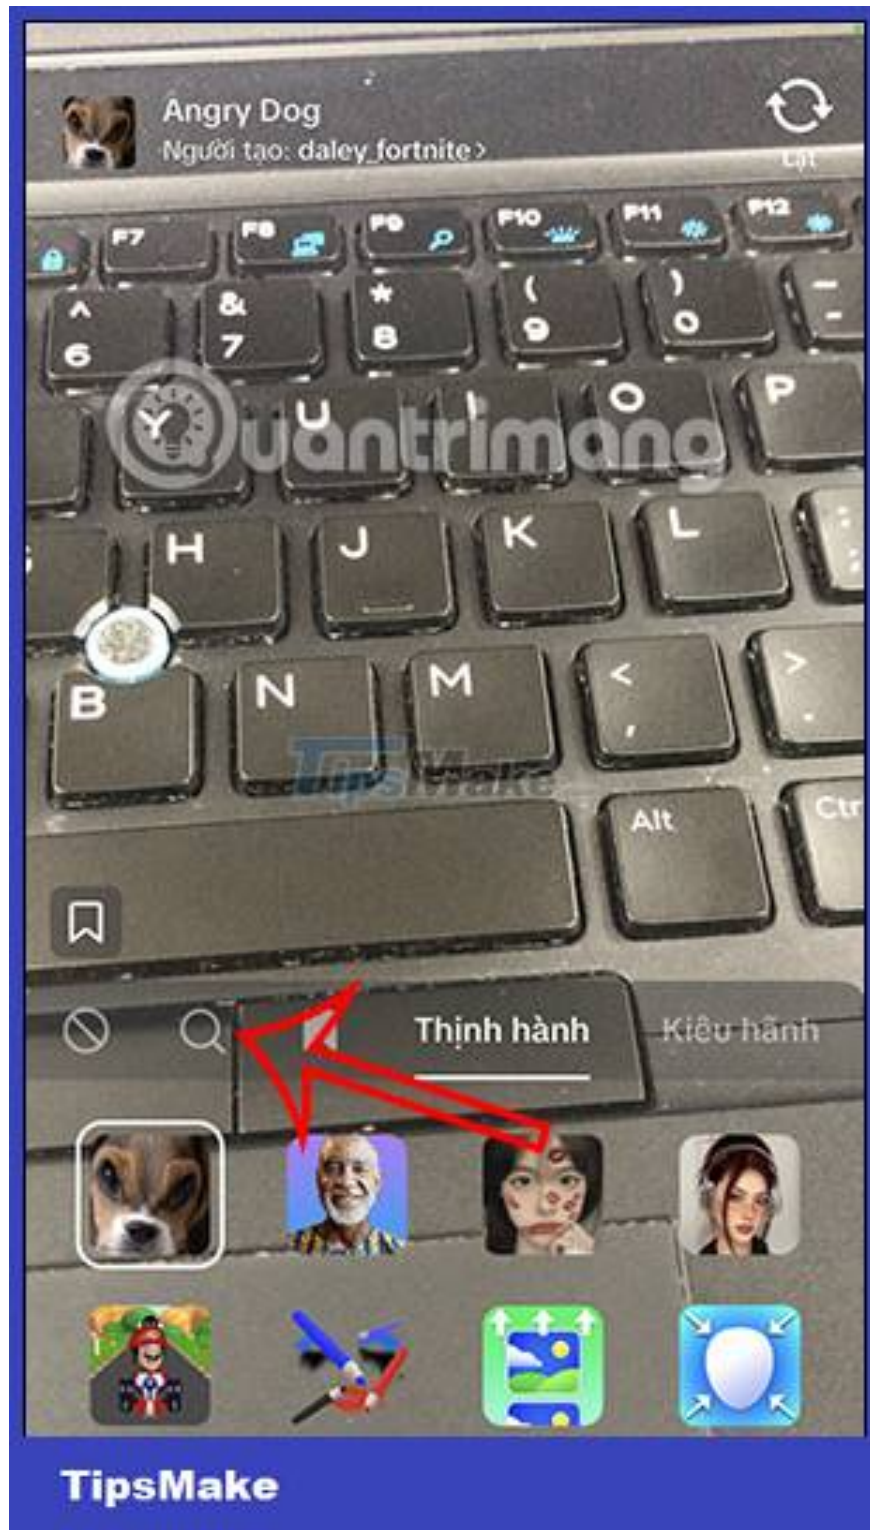 Angry Dog
Người tạo: daley_fortnite >
Lật
F7 F8 F9 F10 F11 F12
^ & * ( ) _
6 7 8 9 0 -
Y U I O P
Quantrimang
H J K L :
;
B N M < >
, .
TipsMake
Alt Ctr
Thịnh hành Kiêu hãnh
TipsMake